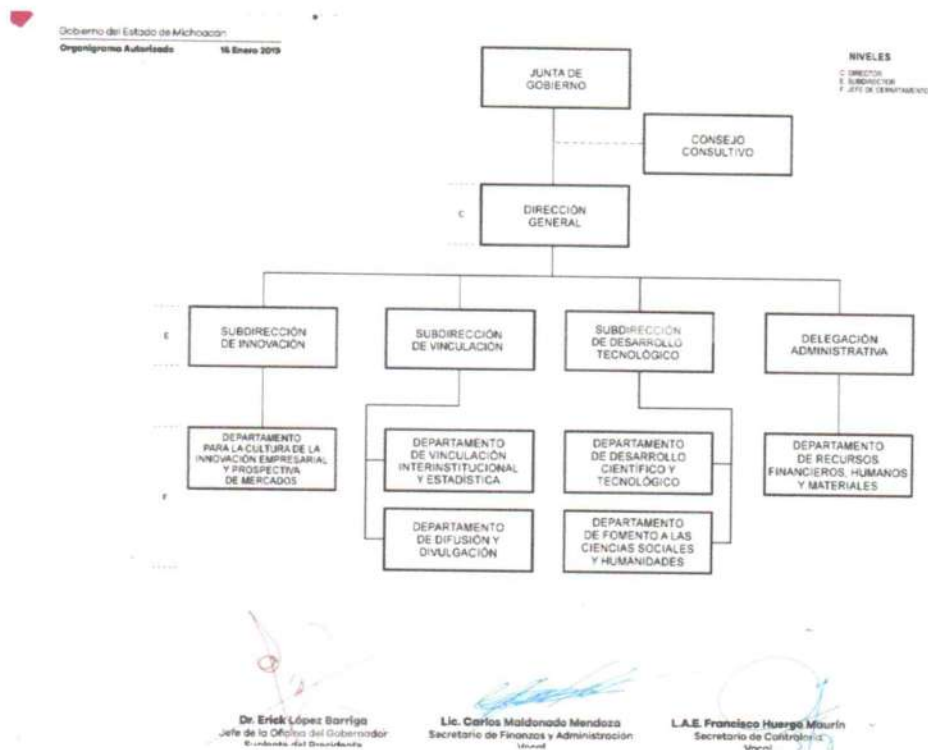 Gobierno del Estado de Michoacán
Organigrama Autorizado 16 Enero 2019
NIVELES
C DIRECTOR
E SUBDIRECTOR
F JEFE DE DEPARTAMENTO
JUNTA DE
GOBIERNO
CONSEJO
CONSULTIVO
C
DIRECCIÓN
GENERAL
E
SUBDIRECCIÓN
DE INNOVACIÓN
SUBDIRECCIÓN
DE VINCULACIÓN
SUBDIRECCIÓN
DE DESARROLLO
TECNOLÓGICO
DELEGACIÓN
ADMINISTRATIVA
F
DEPARTAMENTO
PARA LA CULTURA DE LA
INNOVACIÓN EMPRESARIAL
Y PROSPECTIVA
DE MERCADOS
DEPARTAMENTO
DE VINCULACIÓN
INTERINSTITUCIONAL
Y ESTADÍSTICA
DEPARTAMENTO
DE DESARROLLO
CIENTÍFICO Y
TECNOLÓGICO
DEPARTAMENTO
DE RECURSOS
FINANCIEROS, HUMANOS
Y MATERIALES
DEPARTAMENTO
DE DIFUSIÓN Y
DIVULGACIÓN
DEPARTAMENTO
DE FOMENTO A LAS
CIENCIAS SOCIALES
Y HUMANIDADES
Dr. Erick López Barriga
Jefe de la Oficina del Gobernador
Suplente del Presidente
Lic. Carlos Maldonado Mendoza
Secretario de Finanzas y Administración
Vocal
L.A.E. Francisco Huergo Maurín
Secretario de Contraloría
Vocal